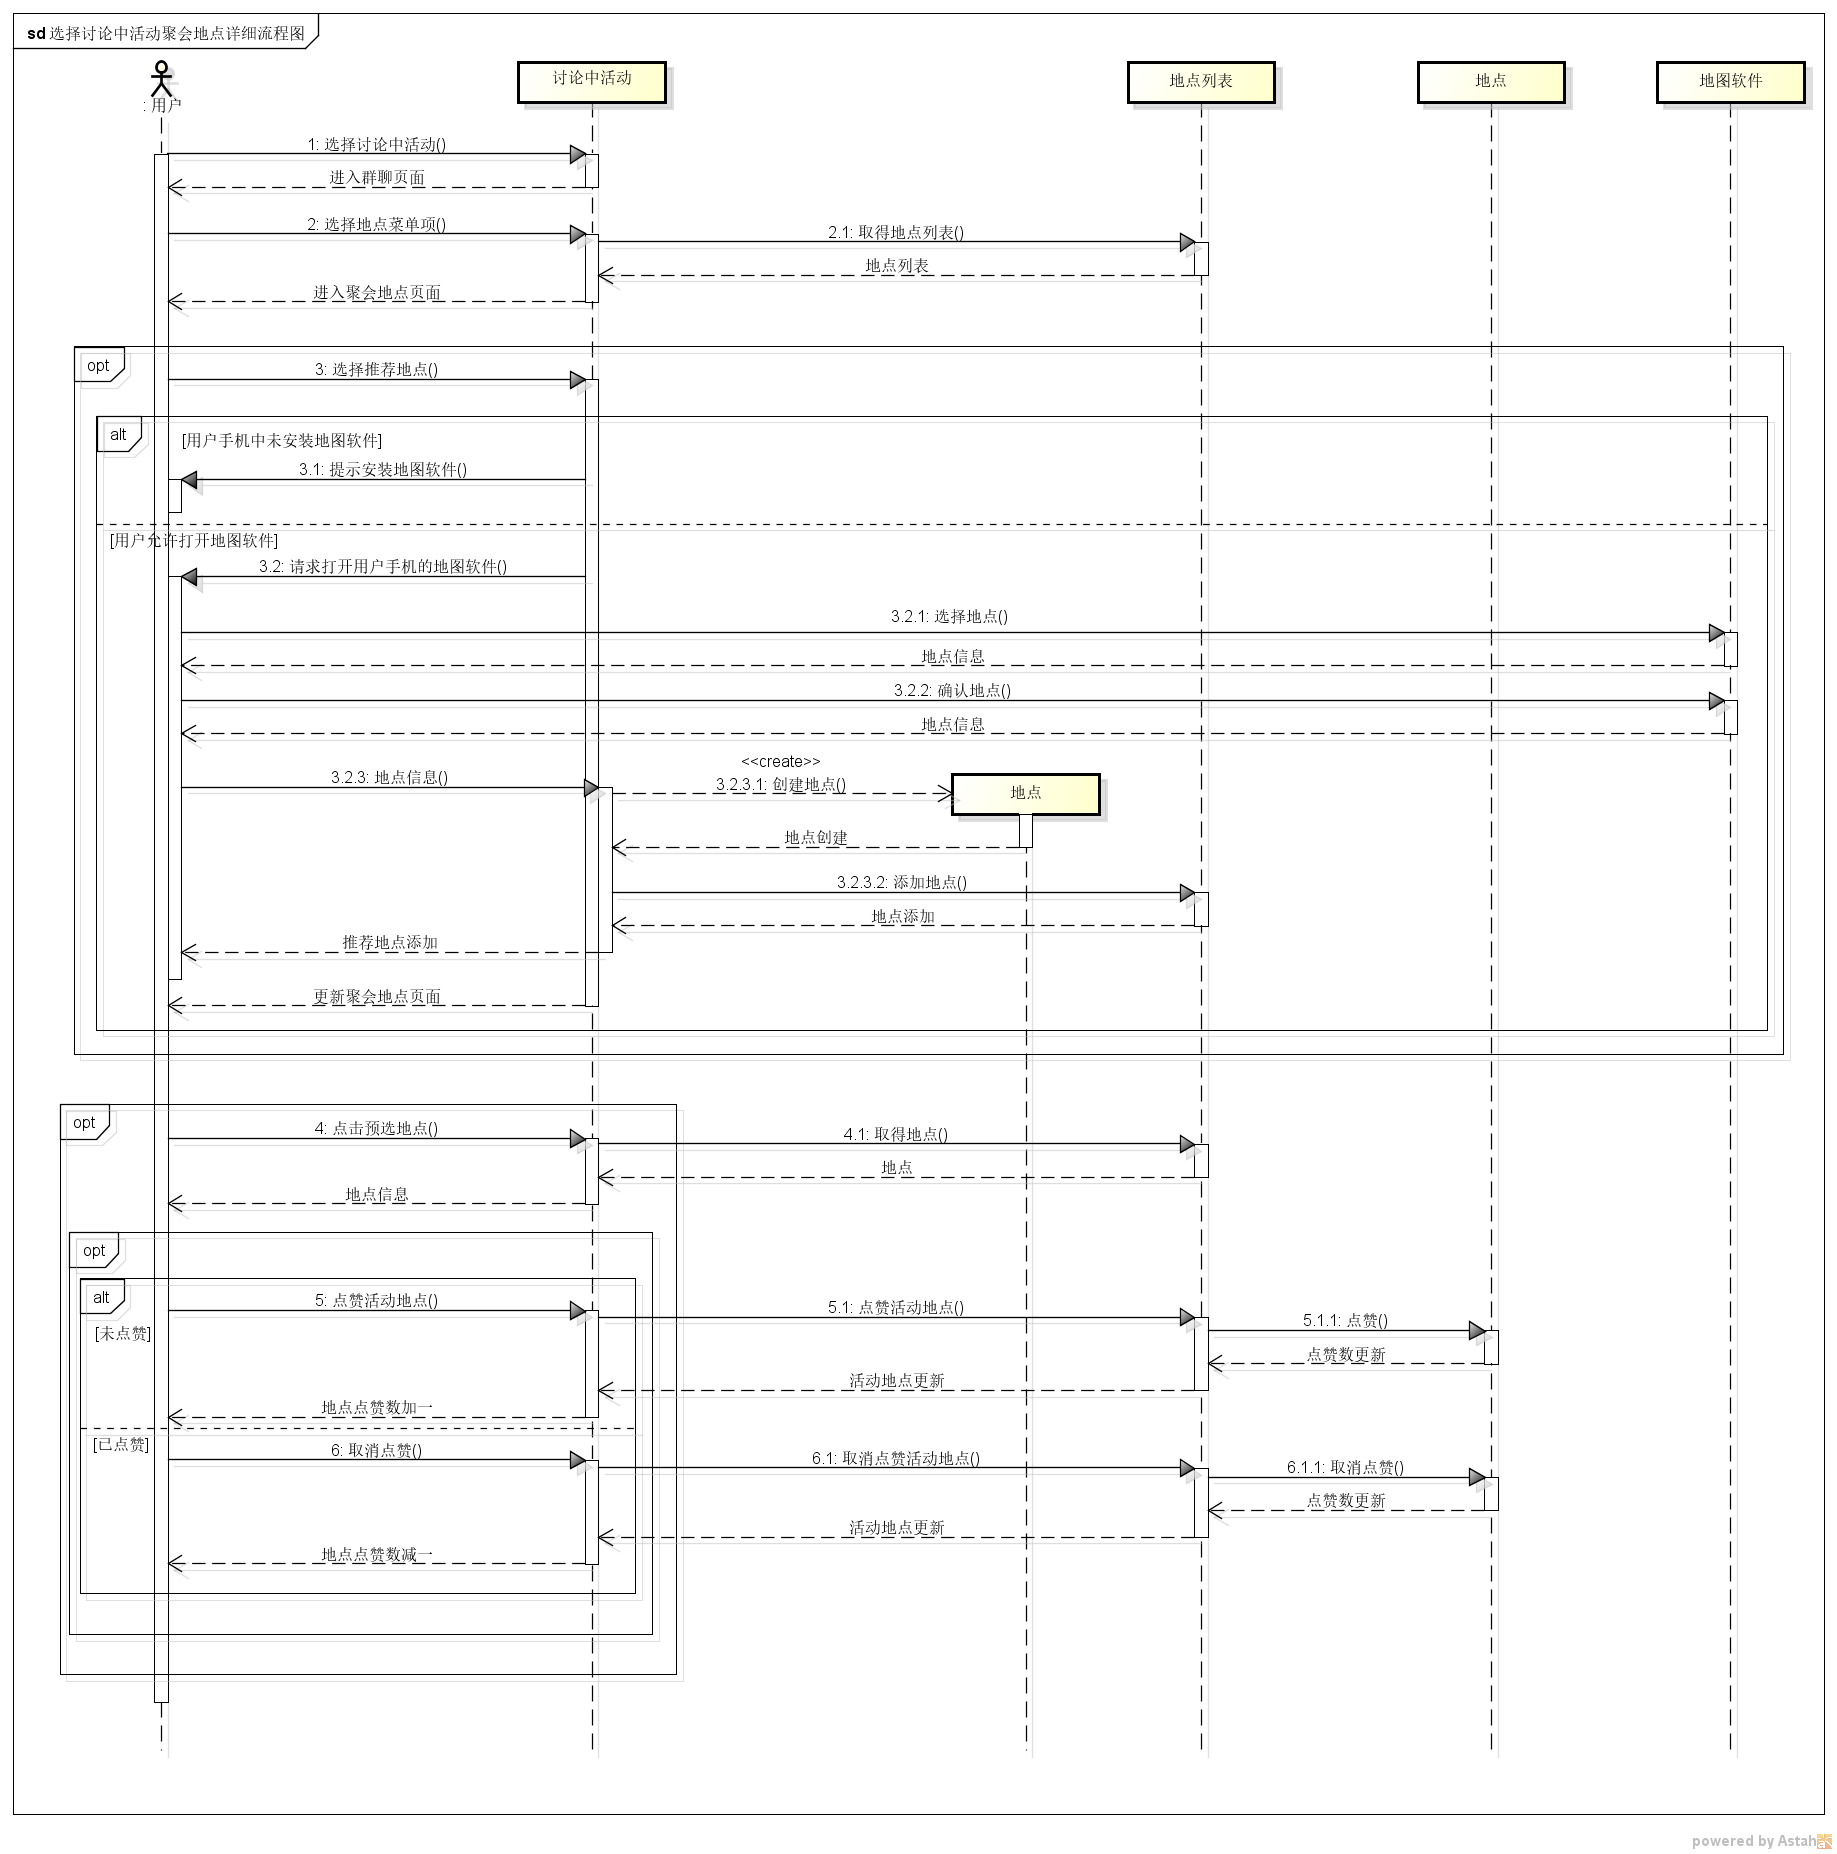 sd 选择讨论中活动聚会地点详细流程图
: 用户
讨论中活动
地点列表
地点
地图软件
1: 选择讨论中活动()
进入群聊页面
2: 选择地点菜单项()
2.1: 取得地点列表()
地点列表
进入聚会地点页面
opt
3: 选择推荐地点()
alt
[用户手机中未安装地图软件]
3.1: 提示安装地图软件()
[用户允许打开地图软件]
3.2: 请求打开用户手机的地图软件()
3.2.1: 选择地点()
地点信息
3.2.2: 确认地点()
地点信息
<<create>>
3.2.3: 地点信息()
3.2.3.1: 创建地点()
地点
地点创建
3.2.3.2: 添加地点()
地点添加
推荐地点添加
更新聚会地点页面
opt
4: 点击预选地点()
4.1: 取得地点()
地点
地点信息
opt
alt
5: 点赞活动地点()
5.1: 点赞活动地点()
5.1.1: 点赞()
[未点赞]
点赞数更新
活动地点更新
地点点赞数加一
[已点赞]
6: 取消点赞()
6.1: 取消点赞活动地点()
6.1.1: 取消点赞()
点赞数更新
活动地点更新
地点点赞数减一
powered by Astah